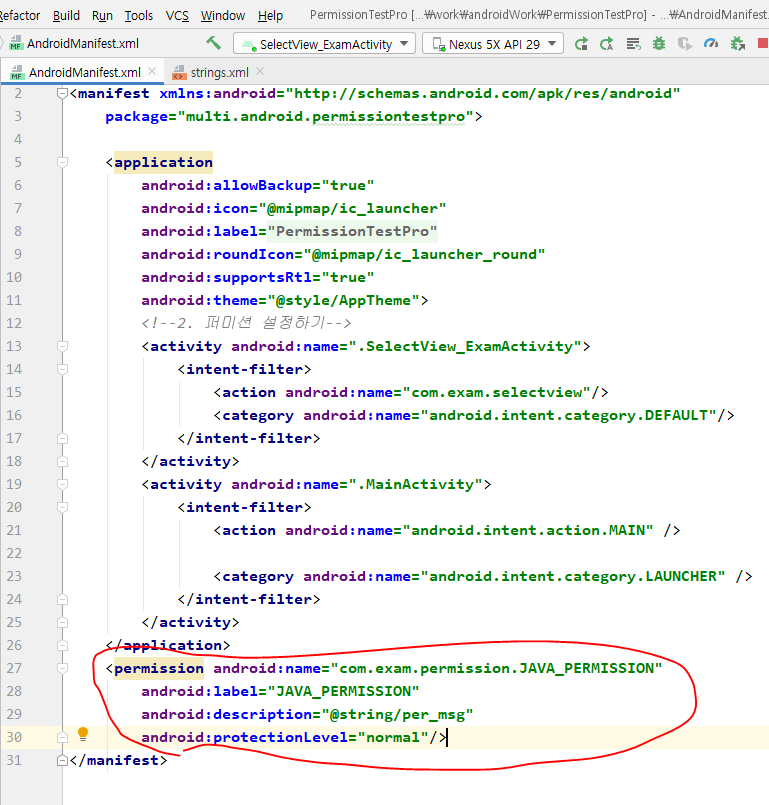 Refactor Build Run Tools VCS Window Help PermissionTestPro [...₩work₩androidWork₩PermissionTestPro] - ...₩AndroidManifest.
AndroidManifest.xml SelectView_ExamActivity Nexus 5X API 29
AndroidManifest.xml strings.xml
2 <manifest xmlns:android="http://schemas.android.com/apk/res/android"
3 package="multi.android.permissiontestpro">
4
5 <application
6 android:allowBackup="true"
7 android:icon="@mipmap/ic_launcher"
8 android:label="PermissionTestPro"
9 android:roundIcon="@mipmap/ic_launcher_round"
10 android:supportsRtl="true"
11 android:theme="@style/AppTheme">
12 <!--2. 퍼미션 설정하기-->
13 <activity android:name=".SelectView_ExamActivity">
14 <intent-filter>
15 <action android:name="com.exam.selectview"/>
16 <category android:name="android.intent.category.DEFAULT"/>
17 </intent-filter>
18 </activity>
19 <activity android:name=".MainActivity">
20 <intent-filter>
21 <action android:name="android.intent.action.MAIN" />
22
23 <category android:name="android.intent.category.LAUNCHER" />
24 </intent-filter>
25 </activity>
26 </application>
27 <permission android:name="com.exam.permission.JAVA_PERMISSION"
28 android:label="JAVA_PERMISSION"
29 android:description="@string/per_msg"
30 android:protectionLevel="normal"/>
31 </manifest>